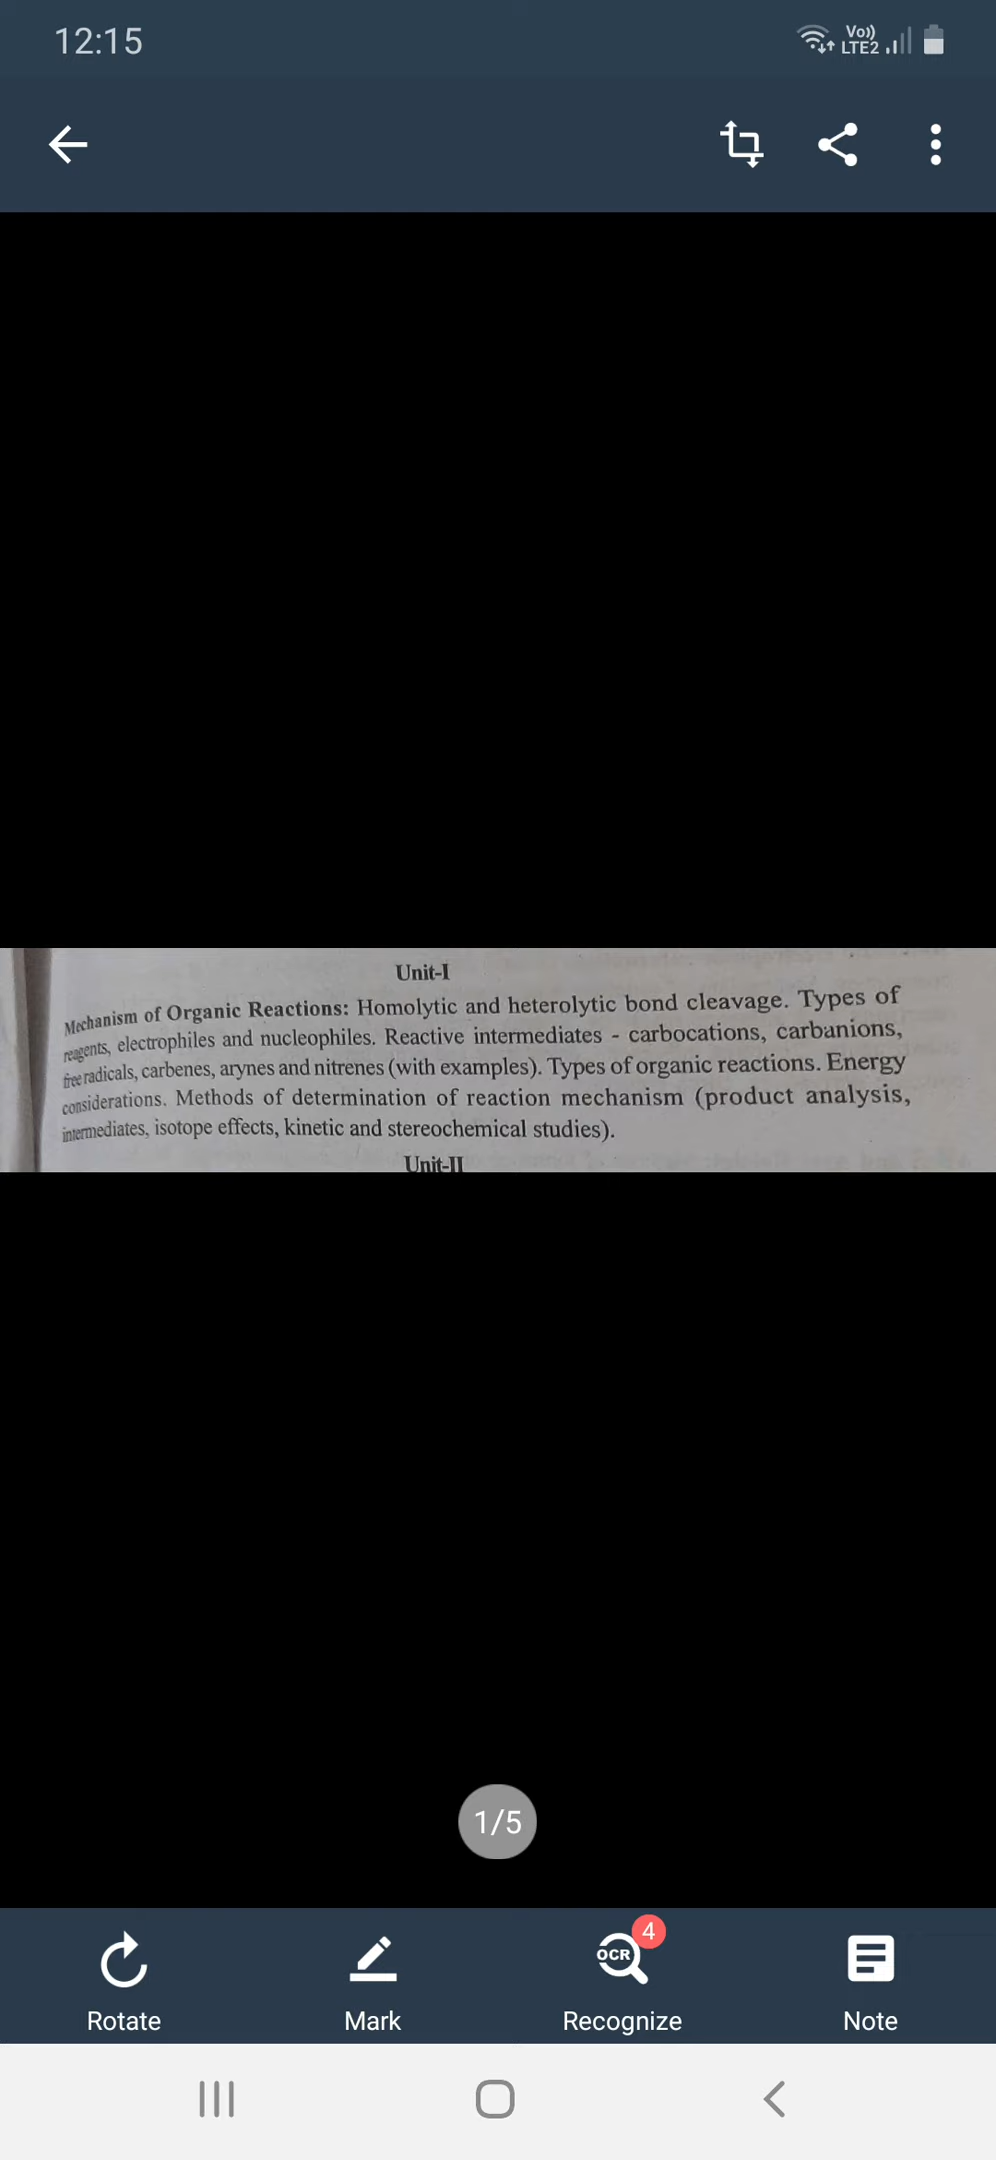 12:15
Vo))
LTE2
Unit-I
Mechanism of Organic Reactions: Homolytic and heterolytic bond cleavage. Types of
reagents, electrophiles and nucleophiles. Reactive intermediates - carbocations, carbanions,
free radicals, carbenes, arynes and nitrenes (with examples). Types of organic reactions. Energy
considerations. Methods of determination of reaction mechanism (product analysis,
intermediates, isotope effects, kinetic and stereochemical studies).
Unit-II
1/5
4
OCR
Rotate Mark Recognize Note